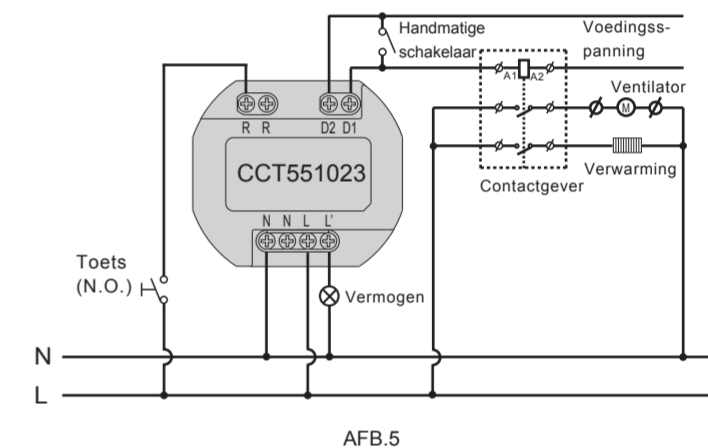 Handmatige
schakelaar
Voedingss-
panning
A1 A2
Ventilator
M
R R D2 D1
CCT551023
Verwarming
Contactgever
N N L L'
Toets
(N.O.)
Vermogen
N
L
AFB.5